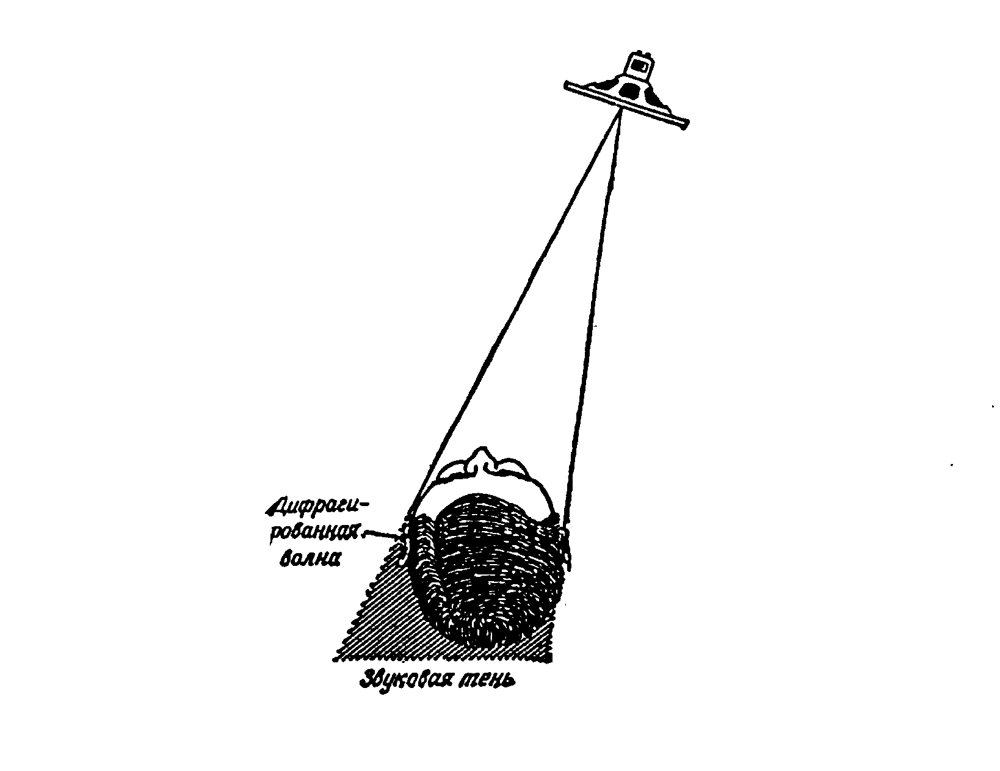 Дифраги-
рованная
волна
Звуковая тень